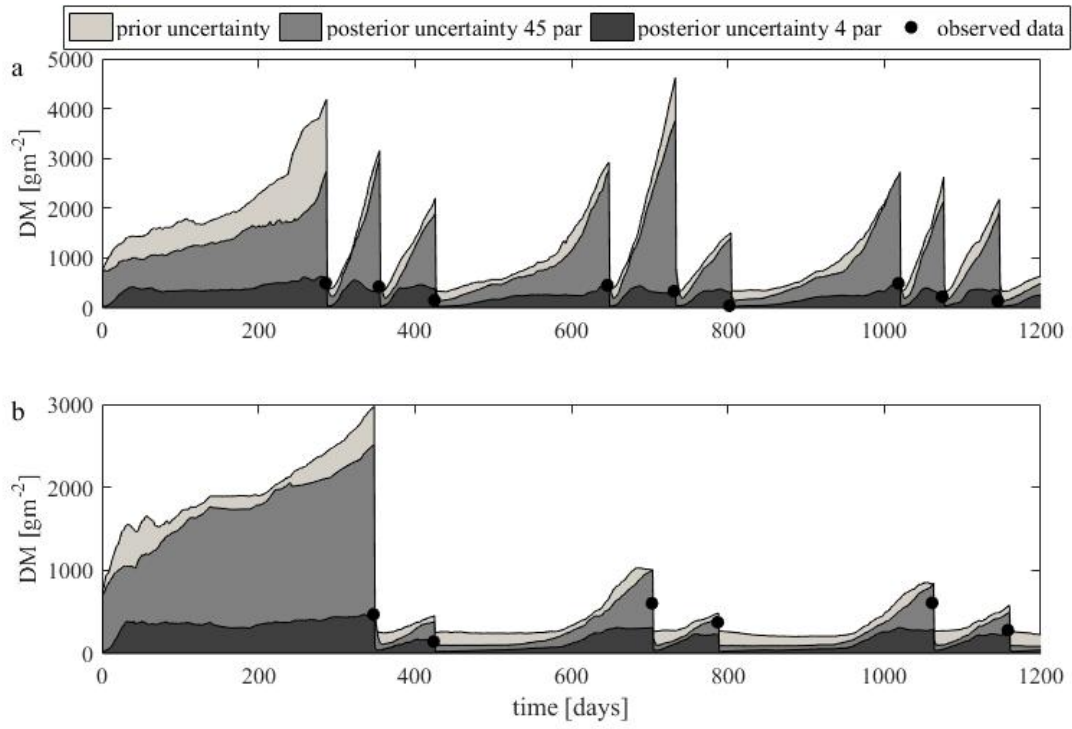 prior uncertainty posterior uncertainty 45 par posterior uncertainty 4 par observed data
a
DM [gm-2]
5000
4000
3000
2000
1000
0
0 200 400 600 800 1000 1200
b
DM [gm-2]
3000
2000
1000
0
0 200 400 600 800 1000 1200
time [days]